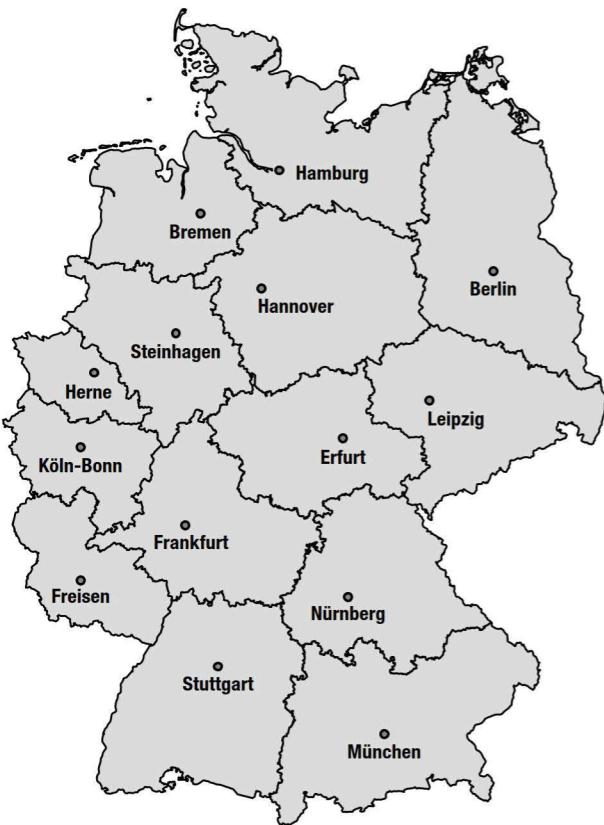 Hamburg
Bremen
Berlin
Hannover
Steinhagen
Herne
Leipzig
Erfurt
Köln-Bonn
Frankfurt
Freisen
Nürnberg
Stuttgart
München